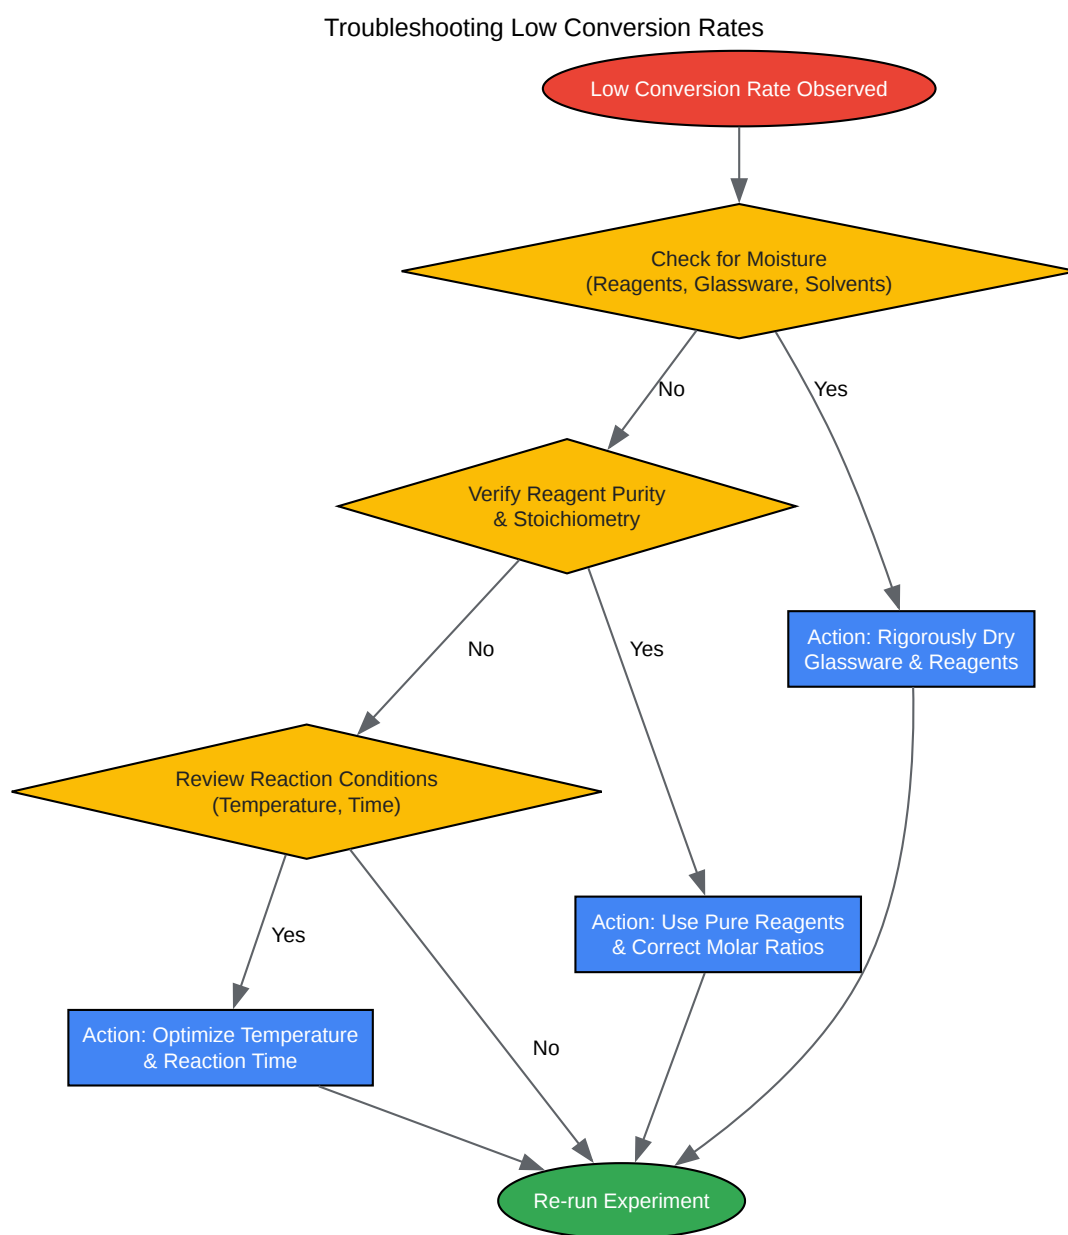 Troubleshooting Low Conversion Rates
Low Conversion Rate Observed
Check for Moisture
(Reagents, Glassware, Solvents)
No
Yes
Verify Reagent Purity
& Stoichiometry
Action: Rigorously Dry
Glassware & Reagents
No
Yes
Review Reaction Conditions
(Temperature, Time)
Action: Use Pure Reagents
& Correct Molar Ratios
Yes
Action: Optimize Temperature
& Reaction Time
No
Re-run Experiment